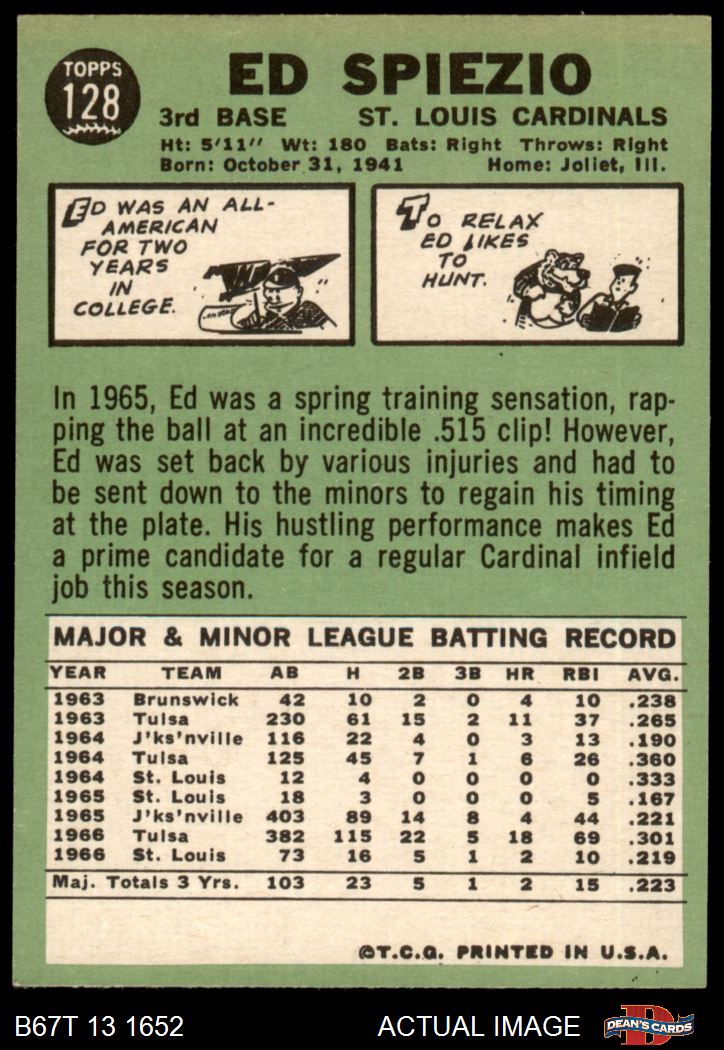 TOPPS
128
ED SPIEZIO
3rd BASE ST. LOUIS CARDINALS
Ht: 5'11" Wt: 180 Bats: Right Throws: Right
Born: October 31, 1941 Home: Joliet, Ill.
ED WAS AN ALL-
AMERICAN
FOR TWO
YEARS
IN
COLLEGE.
TO RELAX
ED LIKES
TO
HUNT.
In 1965, Ed was a spring training sensation, rap-
ping the ball at an incredible .515 clip! However,
Ed was set back by various injuries and had to
be sent down to the minors to regain his timing
at the plate. His hustling performance makes Ed
a prime candidate for a regular Cardinal infield
job this season.
MAJOR & MINOR LEAGUE BATTING RECORD
YEAR TEAM AB H 2B 3B HR RBI AVG.
1963 Brunswick 42 10 2 0 4 10 .238
1963 Tulsa 230 61 15 2 11 37 .265
1964 J'ks'nville 116 22 4 0 3 13 .190
1964 Tulsa 125 45 7 1 6 26 .360
1964 St. Louis 12 4 0 0 0 0 .333
1965 St. Louis 18 3 0 0 0 5 .167
1965 J'ks'nville 403 89 14 8 4 44 .221
1966 Tulsa 382 115 22 5 18 69 .301
1966 St. Louis 73 16 5 1 2 10 .219
Maj. Totals 3 Yrs. 103 23 5 1 2 15 .223
©T.C.G. PRINTED IN U.S.A.
B67T 13 1652 ACTUAL IMAGE DEAN'S CARDS